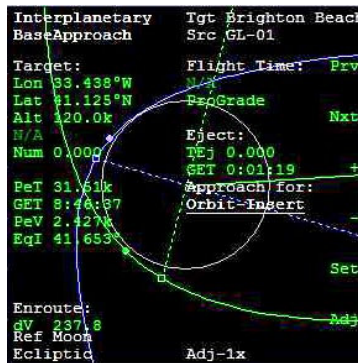 Interplanetary Tgt Brighton Beach
BaseApproach Src GL-01
Target: Flight Time: Prv
Lon 33.438°W N/A
Lat 41.125°N ProGrade
Alt 120.0k Nxt
N/A Eject:
Num 0.000 TEj 0.000
GET 0:01:19 +
PeT 31.51k Approach for:
GET 8:46:37 Orbit-Insert
PeV 2.427k -
EqI 41.653°
Set
Enroute: Adj
dV 237.8
Ref Moon
Ecliptic Adj-1x